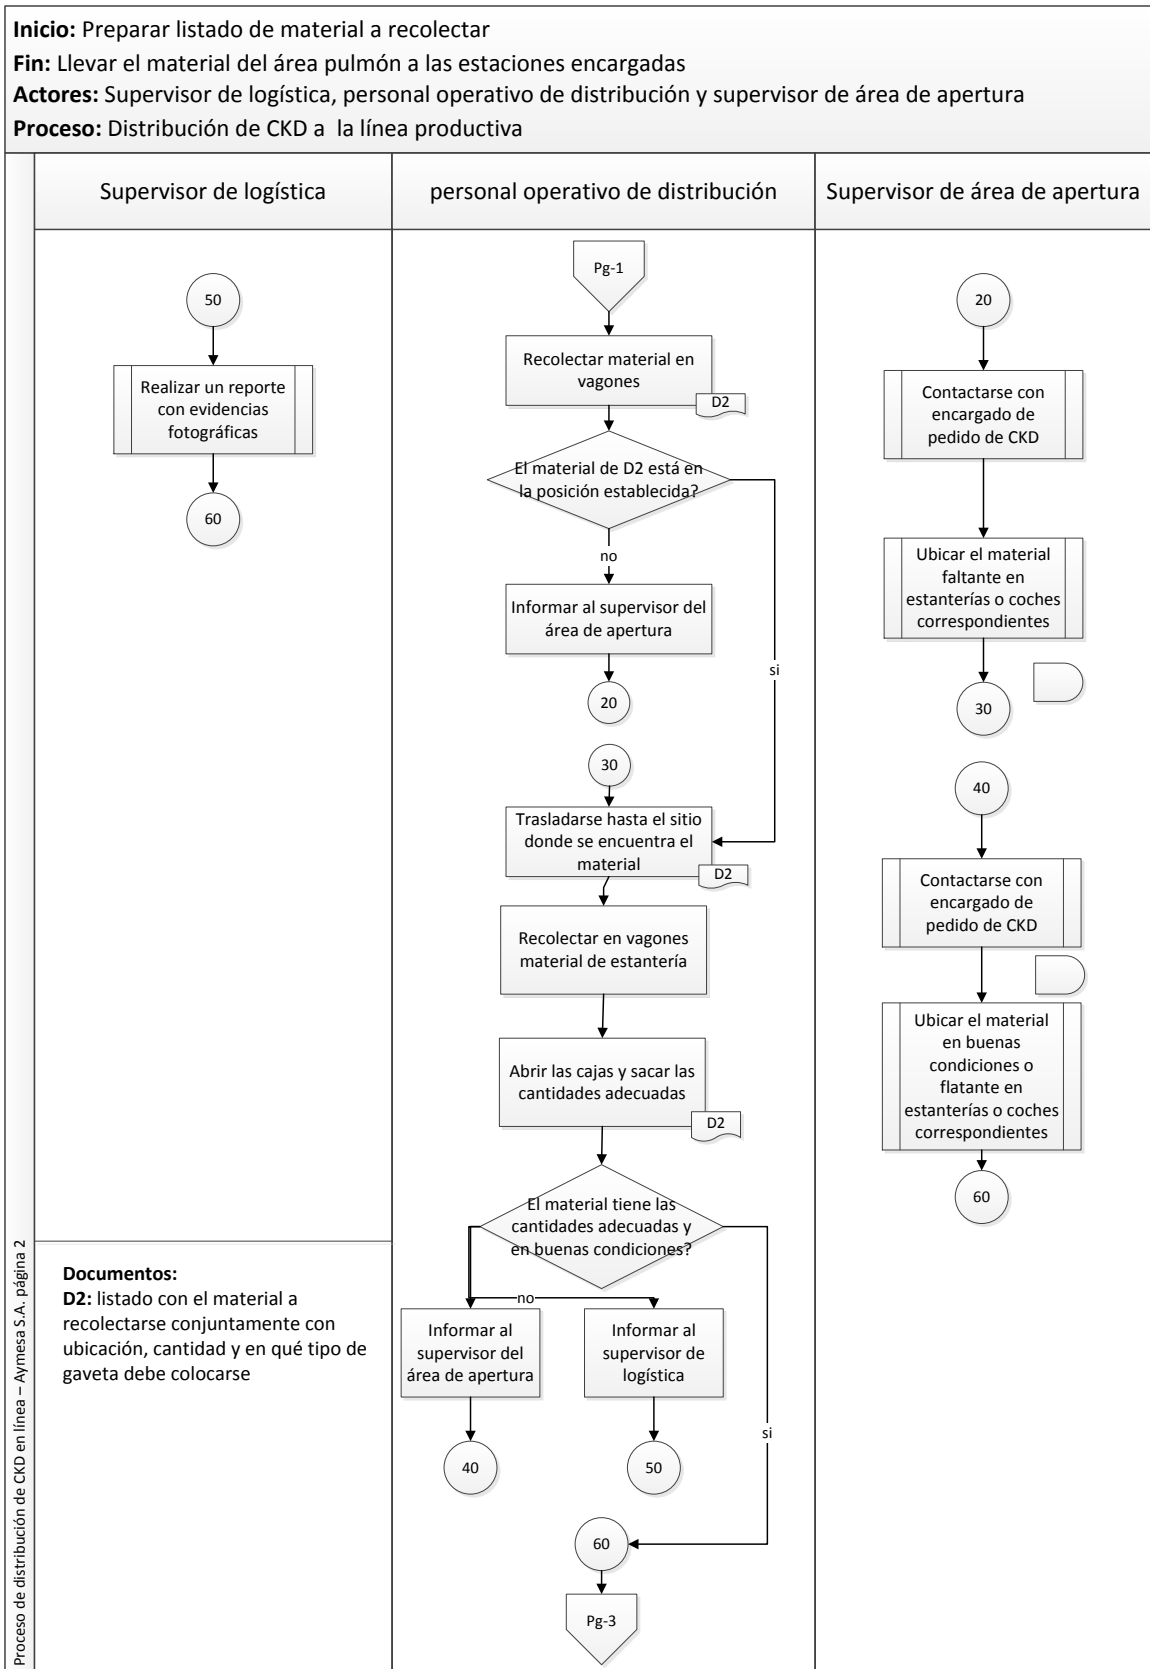 Inicio: Preparar listado de material a recolectar
Fin: Llevar el material del área pulmón a las estaciones encargadas
Actores: Supervisor de logística, personal operativo de distribución y supervisor de área de apertura
Proceso: Distribución de CKD a  la línea productiva
Proceso de distribución de CKD en línea – Aymesa S.A. página 2
Supervisor de logística
50
Realizar un reporte
con evidencias
fotográficas
60
Documentos:
D2: listado con el material a
recolectarse conjuntamente con
ubicación, cantidad y en qué tipo de
gaveta debe colocarse
personal operativo de distribución
Pg-1
Recolectar material en
vagones
D2
El material de D2 está en
la posición establecida?
no
si
Informar al supervisor del
área de apertura
20
30
Trasladarse hasta el sitio
donde se encuentra el
material
D2
Recolectar en vagones
material de estantería
Abrir las cajas y sacar las
cantidades adecuadas
D2
El material tiene las
cantidades adecuadas y
en buenas condiciones?
no
si
Informar al
supervisor del
área de apertura
40
Informar al
supervisor de
logística
50
60
Pg-3
Supervisor de área de apertura
20
Contactarse con
encargado de
pedido de CKD
Ubicar el material
faltante en
estanterías o coches
correspondientes
30
40
Contactarse con
encargado de
pedido de CKD
Ubicar el material
en buenas
condiciones o
flatante en
estanterías o coches
correspondientes
60